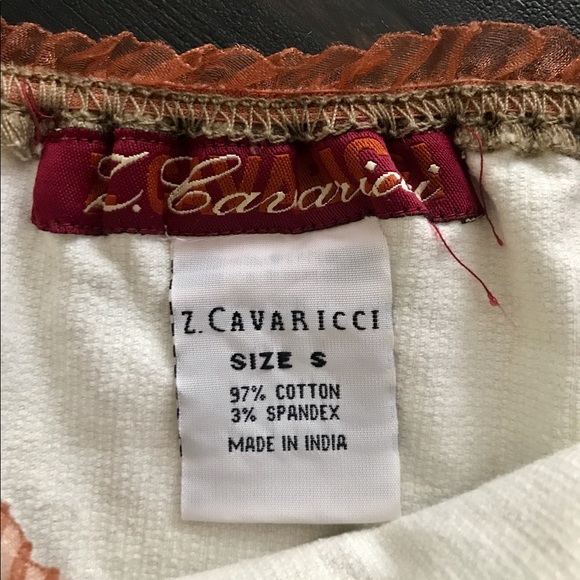 Z. Cavaricci
Z. CAVARICCI
SIZE S
97% COTTON
3% SPANDEX
MADE IN INDIA